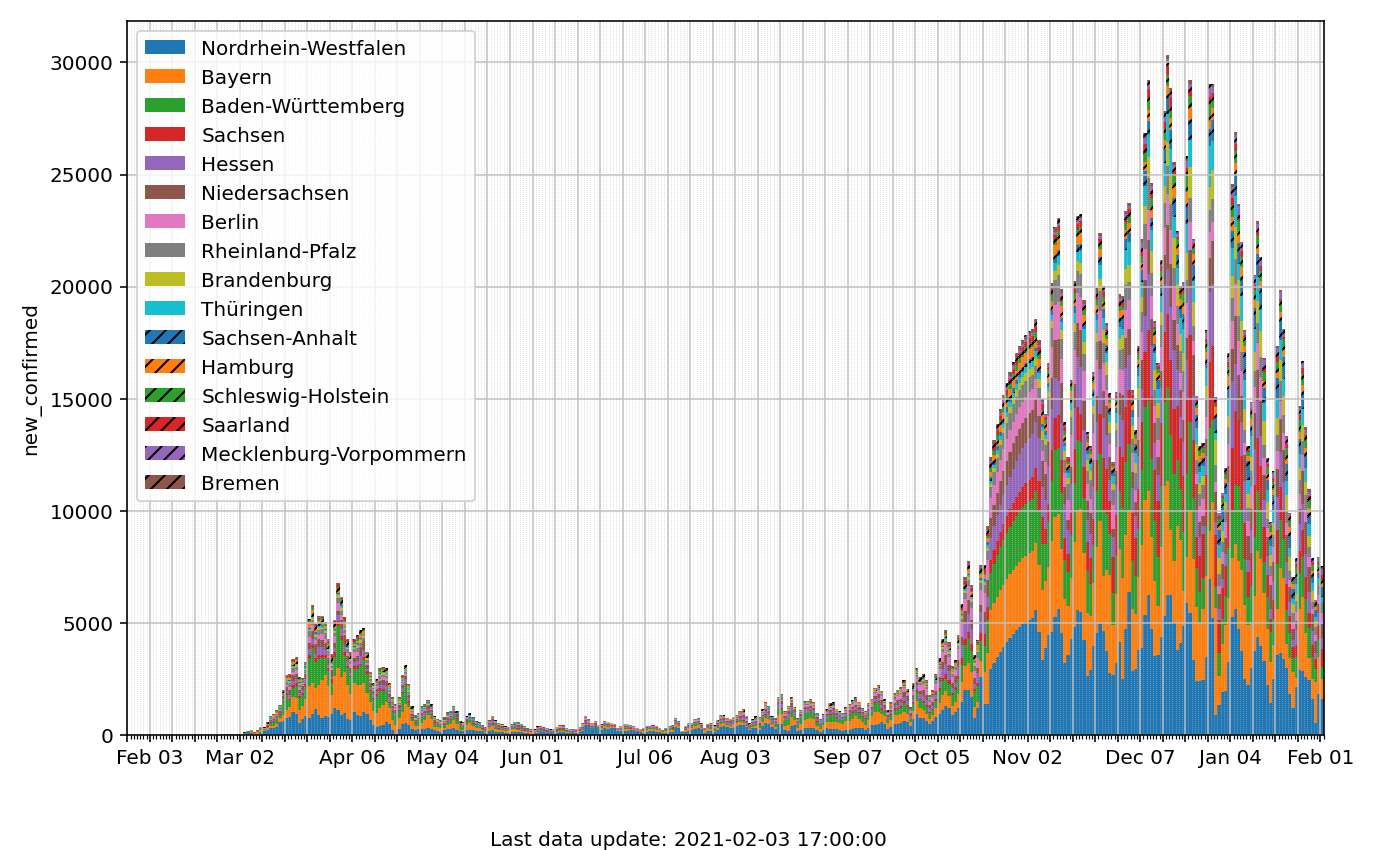 30000
25000
20000
15000
10000
5000
0
new_confirmed
Nordrhein-Westfalen
Bayern
Baden-Württemberg
Sachsen
Hessen
Niedersachsen
Berlin
Rheinland-Pfalz
Brandenburg
Thüringen
Sachsen-Anhalt
Hamburg
Schleswig-Holstein
Saarland
Mecklenburg-Vorpommern
Bremen
Feb 03 Mar 02 Apr 06 May 04 Jun 01 Jul 06 Aug 03 Sep 07 Oct 05 Nov 02 Dec 07 Jan 04 Feb 01
Last data update: 2021-02-03 17:00:00